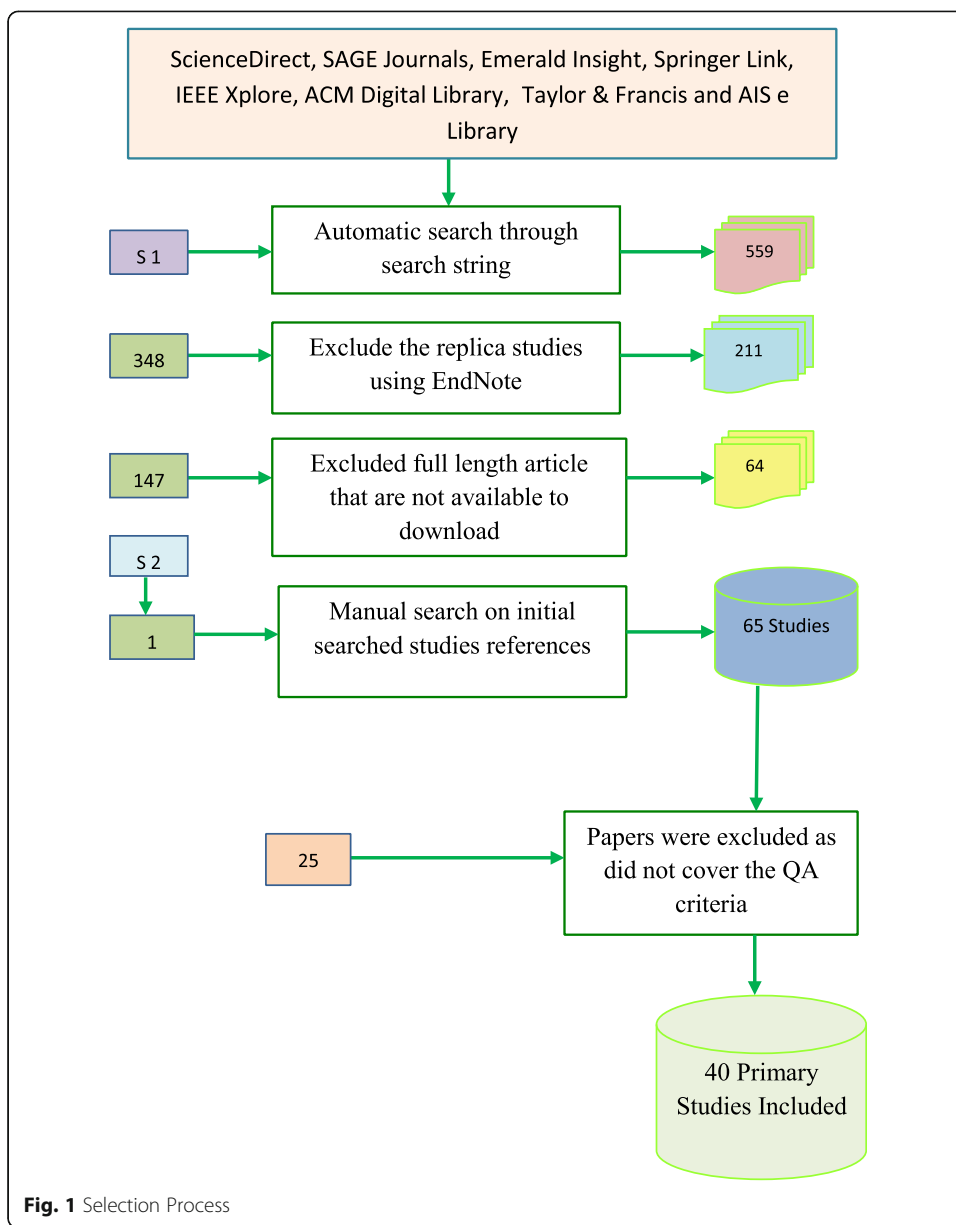 ScienceDirect, SAGE Journals, Emerald Insight, Springer Link,
IEEE Xplore, ACM Digital Library, Taylor & Francis and AIS e
Library
S 1
Automatic search through
search string
559
348
Exclude the replica studies
using EndNote
211
147
Excluded full length article
that are not available to
download
64
S 2
1
Manual search on initial
searched studies references
65 Studies
25
Papers were excluded as
did not cover the QA
criteria
40 Primary
Studies Included
Fig. 1 Selection Process